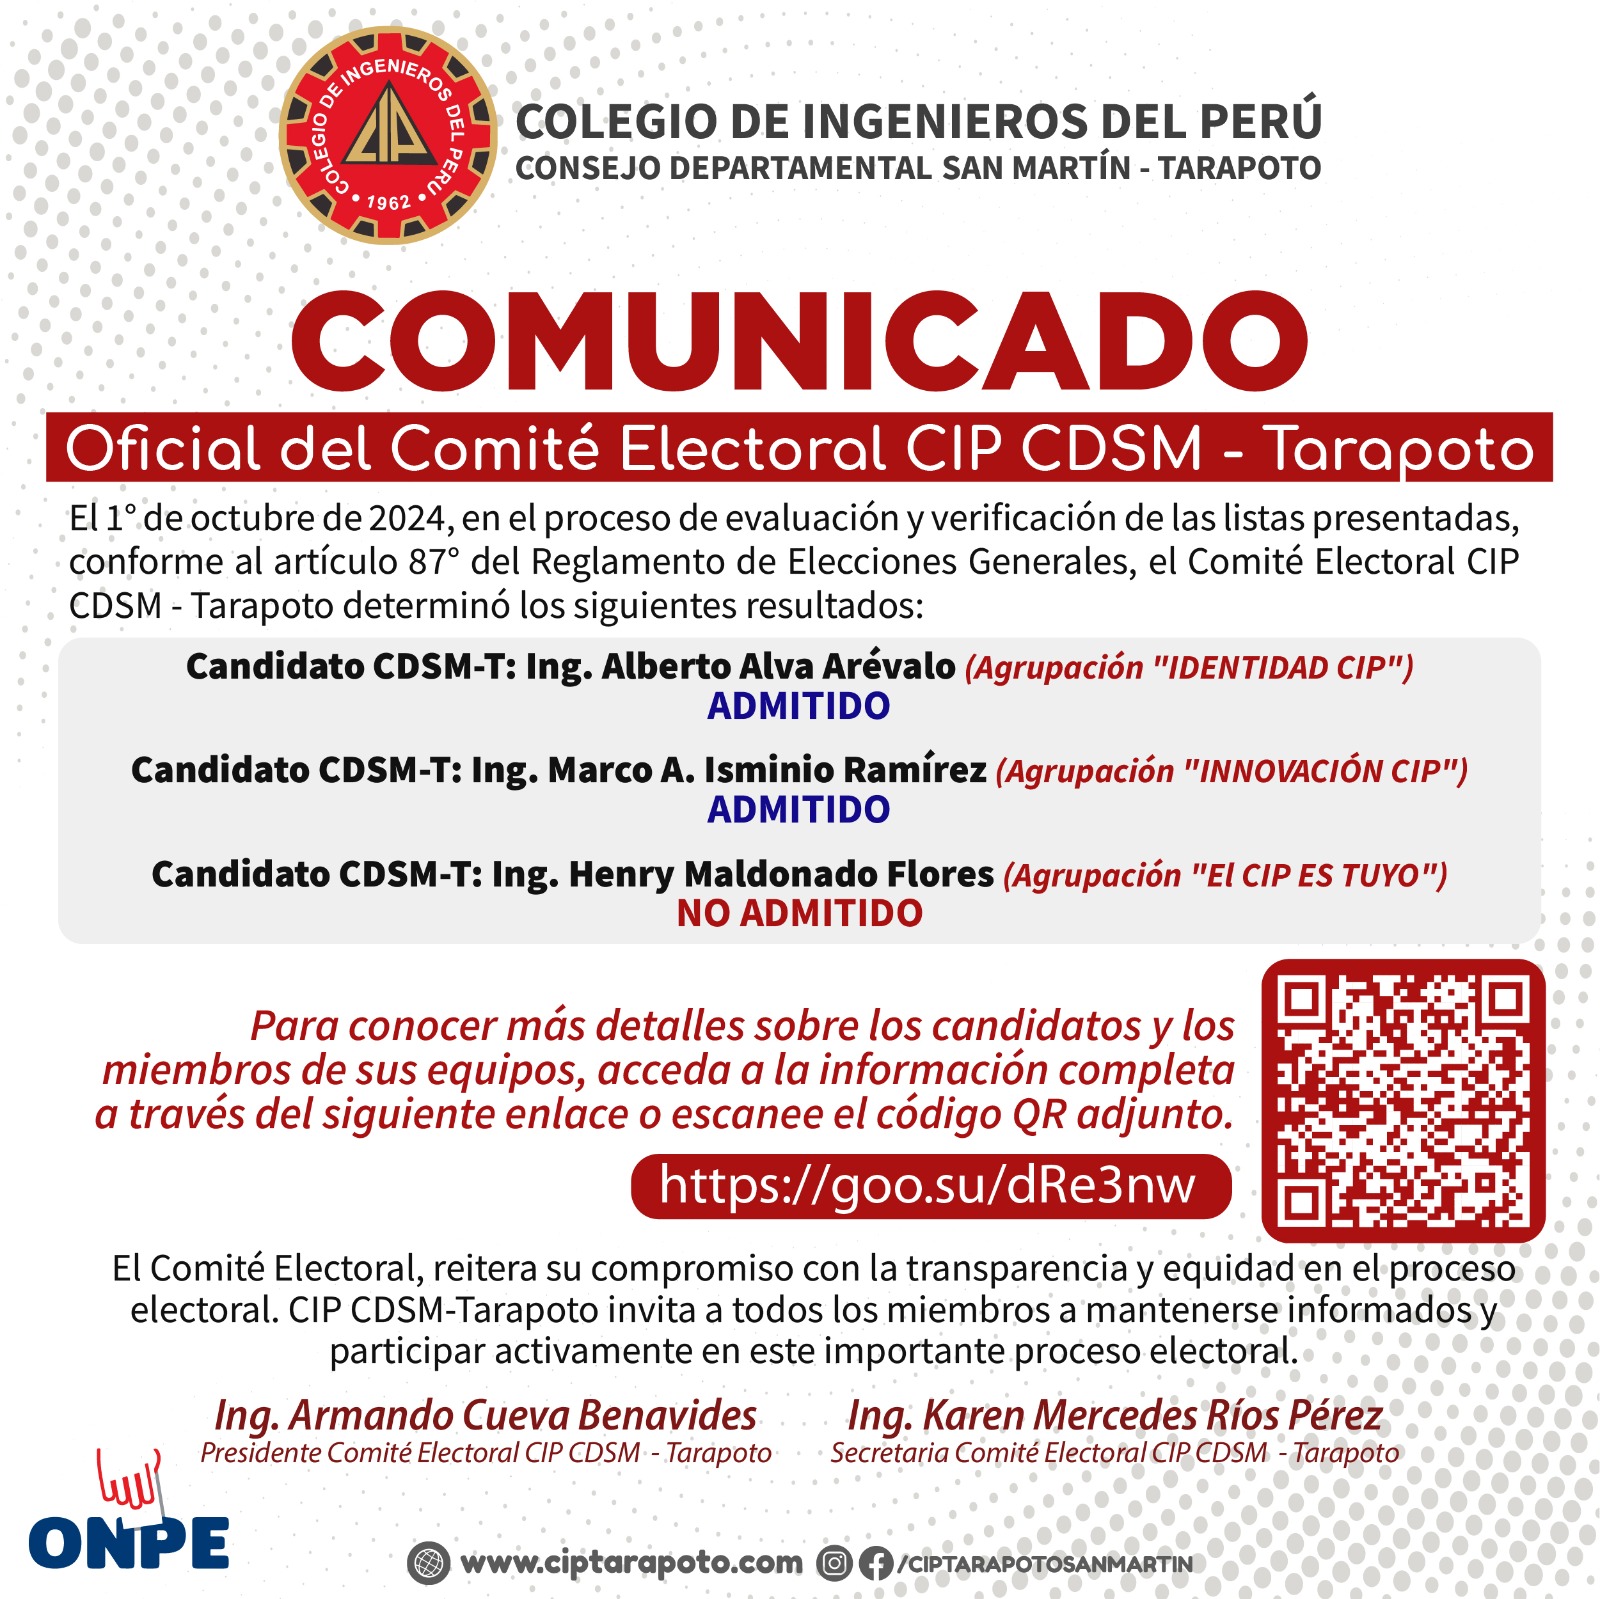 COLEGIO DE INGENIEROS DEL PERU
CIP
• 1962 •
COLEGIO DE INGENIEROS DEL PERÚ
CONSEJO DEPARTAMENTAL SAN MARTÍN - TARAPOTO
COMUNICADO
Oficial del Comité Electoral CIP CDSM - Tarapoto
El 1° de octubre de 2024, en el proceso de evaluación y verificación de las listas presentadas,
conforme al artículo 87° del Reglamento de Elecciones Generales, el Comité Electoral CIP
CDSM - Tarapoto determinó los siguientes resultados:
Candidato CDSM-T: Ing. Alberto Alva Arévalo (Agrupación "IDENTIDAD CIP")
ADMITIDO
Candidato CDSM-T: Ing. Marco A. Isminio Ramírez (Agrupación "INNOVACIÓN CIP")
ADMITIDO
Candidato CDSM-T: Ing. Henry Maldonado Flores (Agrupación "El CIP ES TUYO")
NO ADMITIDO
Para conocer más detalles sobre los candidatos y los
miembros de sus equipos, acceda a la información completa
a través del siguiente enlace o escanee el código QR adjunto.
https://goo.su/dRe3nw
El Comité Electoral, reitera su compromiso con la transparencia y equidad en el proceso
electoral. CIP CDSM-Tarapoto invita a todos los miembros a mantenerse informados y
participar activamente en este importante proceso electoral.
Ing. Armando Cueva Benavides
Presidente Comité Electoral CIP CDSM - Tarapoto
Ing. Karen Mercedes Ríos Pérez
Secretaria Comité Electoral CIP CDSM - Tarapoto
ONPE
www.ciptarapoto.com /CIPTARAPOTOSANMARTIN